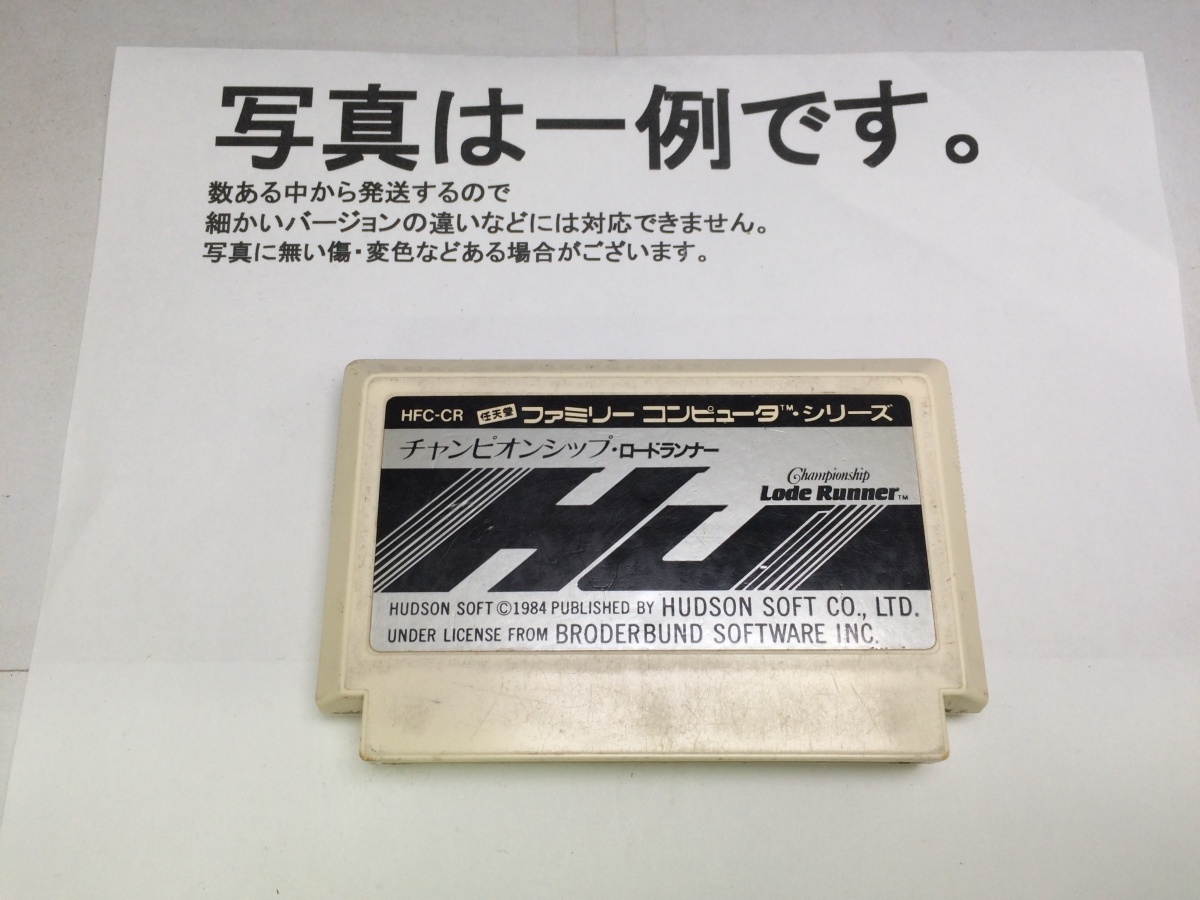 写真は一例です。
数ある中から発送するので
細かいバージョンの違いなどには対応できません。
写真に無い傷・変色などある場合がございます。
HFC-CR 任天堂 ファミリー コンピュータ™・シリーズ
チャンピオンシップ・ロードランナー
Championship
Lode Runner™
HU
HUDSON SOFT ©1984 PUBLISHED BY HUDSON SOFT CO., LTD.
UNDER LICENSE FROM BRODERBUND SOFTWARE INC.